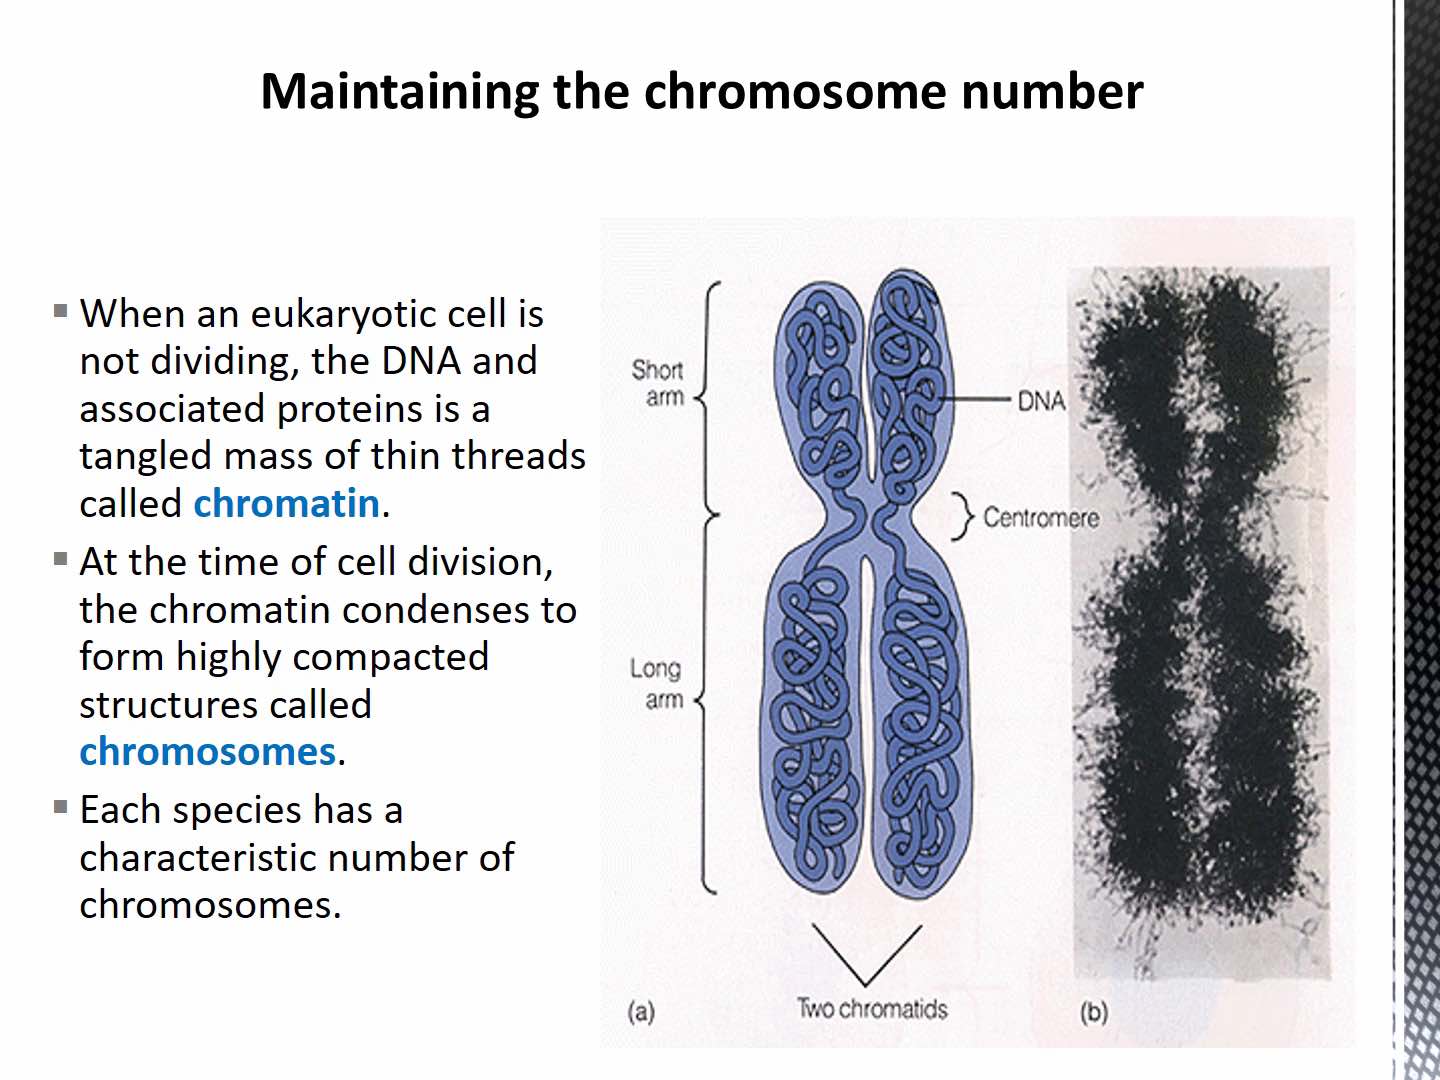 Maintaining the chromosome number
When an eukaryotic cell is
not dividing, the DNA and
associated proteins is a
tangled mass of thin threads
called chromatin.
At the time of cell division,
the chromatin condenses to
form highly compacted
structures called
chromosomes.
Each species has a
characteristic number of
chromosomes.
Short
arm
DNA
Centromere
Long
arm
(a)
Two chromatids
(b)